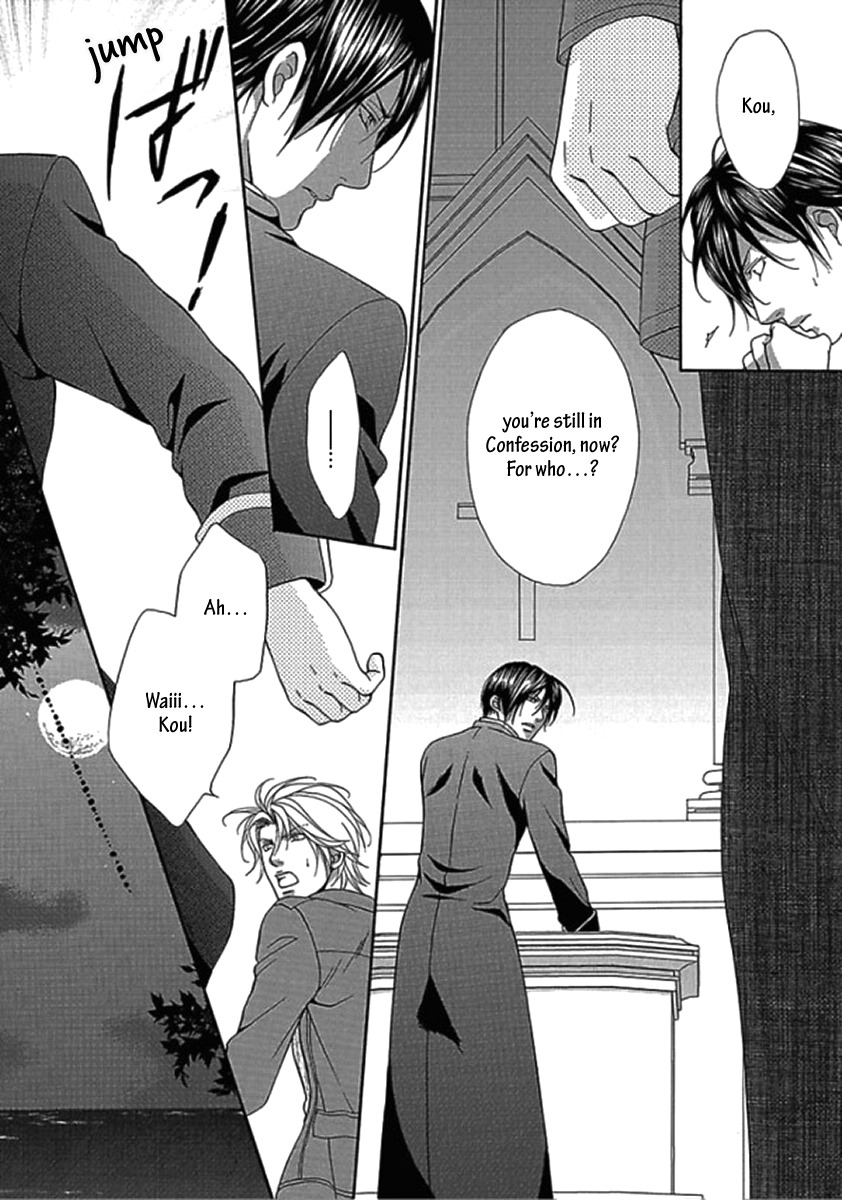 Kou,
you're still in
Confession, now?
For who...?
—...
jump
ばっ!
Ah...
Waiii...
Kou!